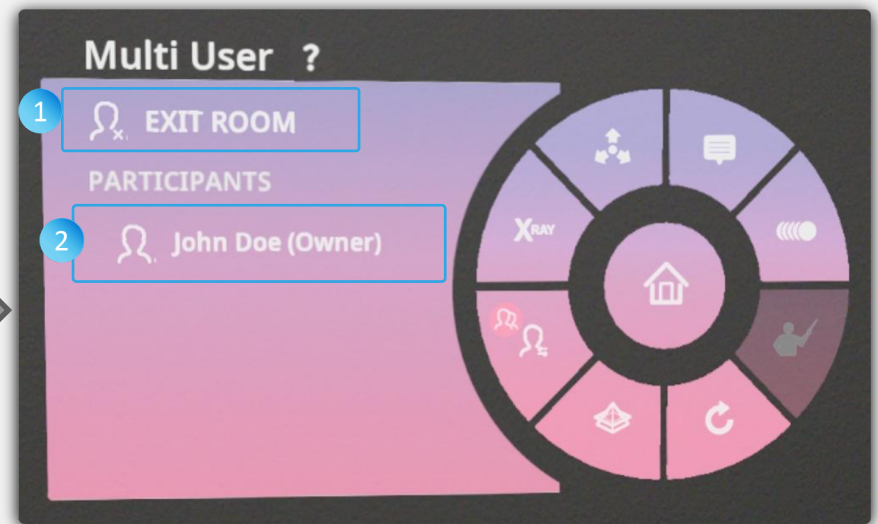 Multi User ?
1
EXIT ROOM
PARTICIPANTS
2
John Doe (Owner)
XRAY